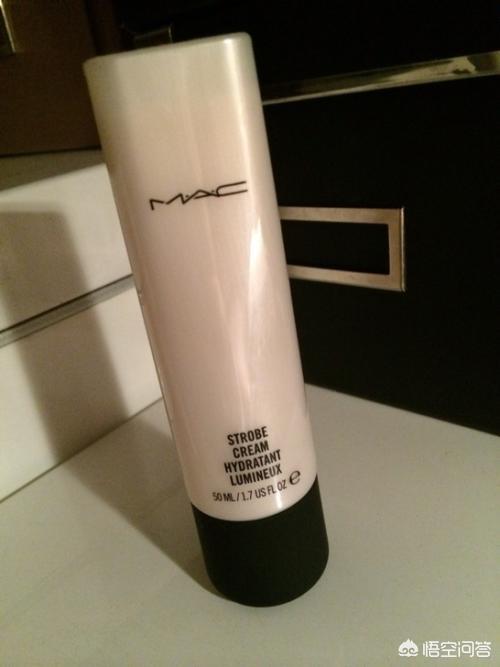 M·A·C
STROBE
CREAM
HYDRATANT
LUMINEUX
50 ML / 1.7 US FL OZ e
悟空问答